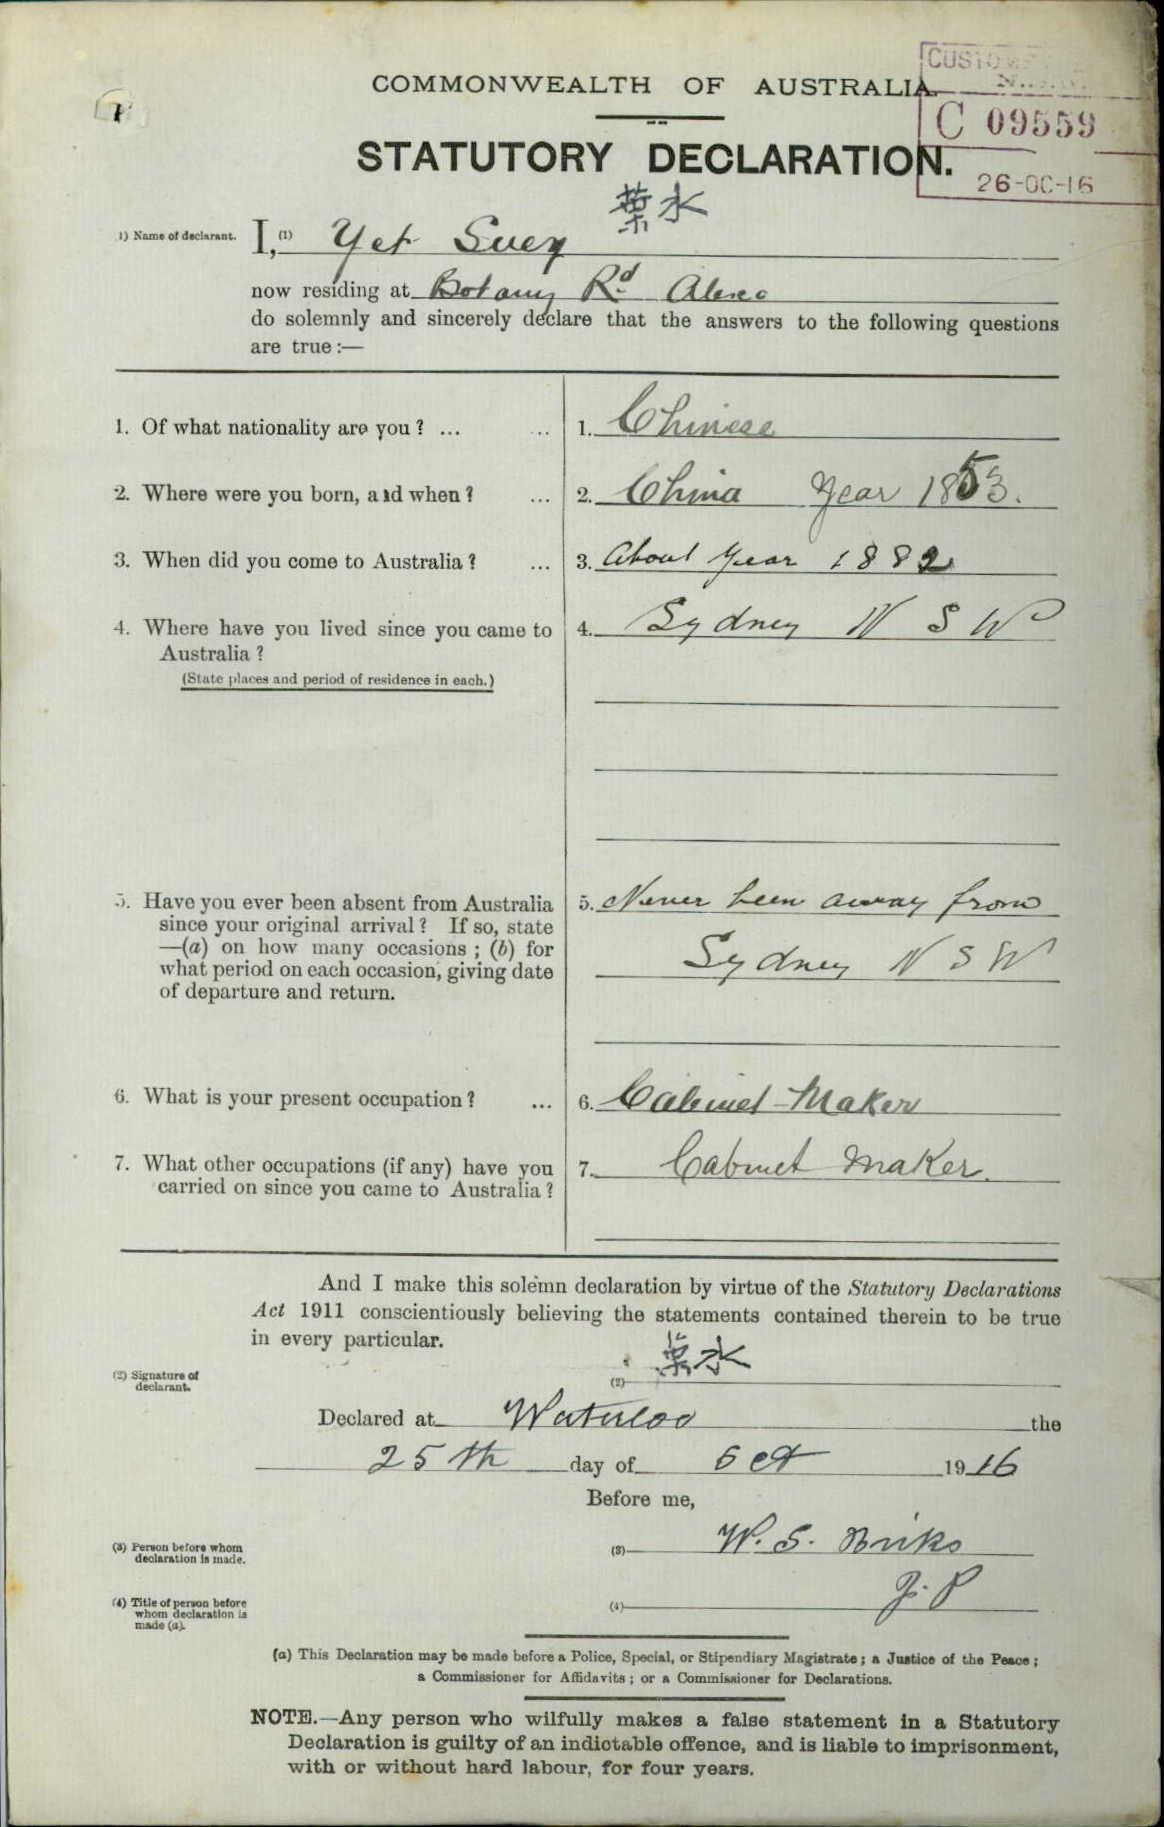 CUSTOMS
N.S.W.
C 09559
26-OC-16
COMMONWEALTH OF AUSTRALIA.
STATUTORY DECLARATION.
葉水
1) Name of declarant. I,(1) Yet Suey
now residing at Botany Rd Alexa
do solemnly and sincerely declare that the answers to the following questions
are true:—
1. Of what nationality are you? ... ... 1. Chinese
2. Where were you born, and when? ... 2. China Year 1853.
3. When did you come to Australia? ... 3. About Year 1882
4. Where have you lived since you came to 4. Sydney N S W
Australia?
(State places and period of residence in each.)
5. Have you ever been absent from Australia 5. Never been away from
since your original arrival? If so, state
—(a) on how many occasions; (b) for Sydney N S W
what period on each occasion, giving date
of departure and return.
6. What is your present occupation? ... 6. Cabinet-Maker
7. What other occupations (if any) have you 7. Cabinet Maker.
carried on since you came to Australia?
And I make this solemn declaration by virtue of the Statutory Declarations
Act 1911 conscientiously believing the statements contained therein to be true
in every particular.
(2) Signature of
declarant. (2) 葉水
Declared at Waterloo the
25th day of Oct 1916
Before me,
(3) Person before whom
declaration is made. (3) W. S.
(4) Title of person before
whom declaration is
made (a). (4) J. P
(a) This Declaration may be made before a Police, Special, or Stipendiary Magistrate; a Justice of the Peace;
a Commissioner for Affidavits; or a Commissioner for Declarations.
NOTE.—Any person who wilfully makes a false statement in a Statutory
Declaration is guilty of an indictable offence, and is liable to imprisonment,
with or without hard labour, for four years.